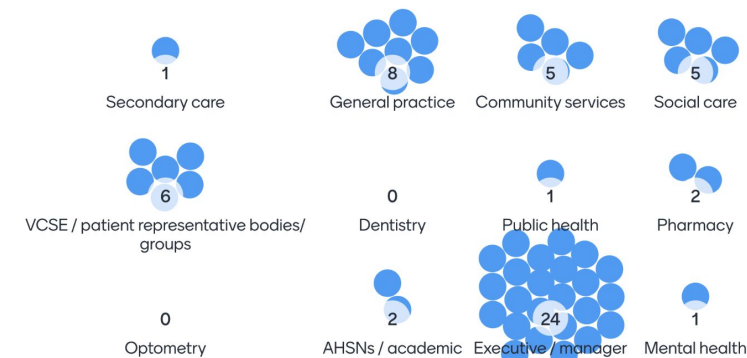 1 8 5 5
Secondary care General practice Community services Social care
6 0 1 2
VCSE / patient representative bodies/ Dentistry Public health Pharmacy
groups
0 2 24 1
Optometry AHSNs / academic Executive / manager Mental health